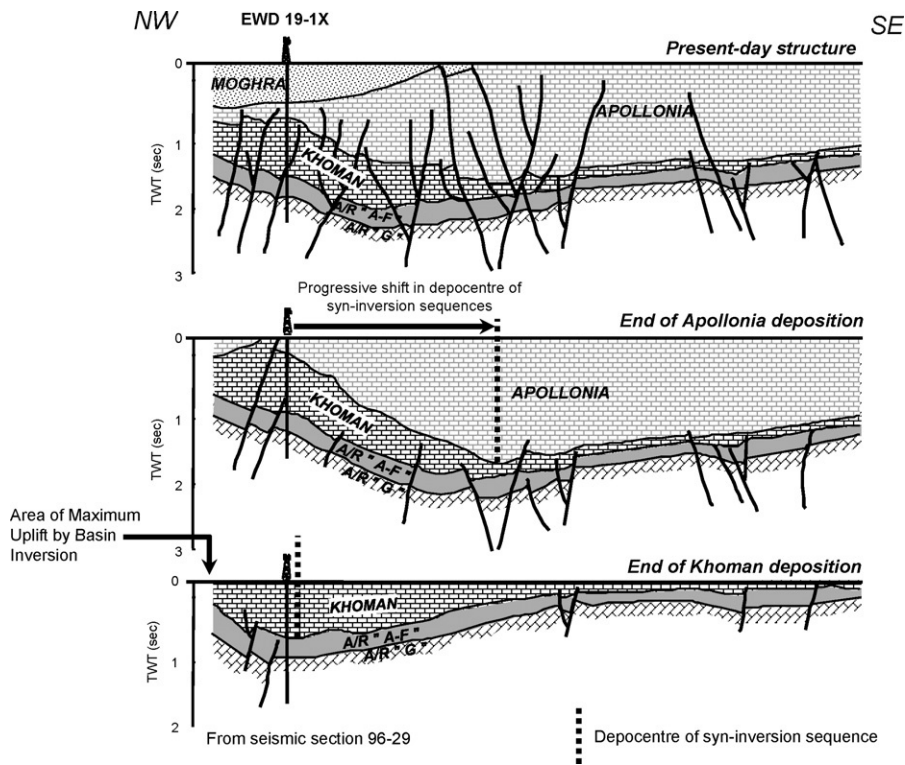 NW
EWD 19-1X
SE
Present-day structure
0
MOGHRA
APOLLONIA
1
KHOMAN
TWT (sec)
2
A/R " A-F "
A/R " G "
3
Progressive shift in depocentre of
syn-inversion sequences
End of Apollonia deposition
0
APOLLONIA
KHOMAN
1
TWT (sec)
A/R " A-F "
2
A/R " G "
Area of Maximum
Uplift by Basin
Inversion
3
End of Khoman deposition
0
KHOMAN
A/R " A-F "
A/R " G "
TWT (sec)
1
2
From seismic section 96-29
Depocentre of syn-inversion sequence